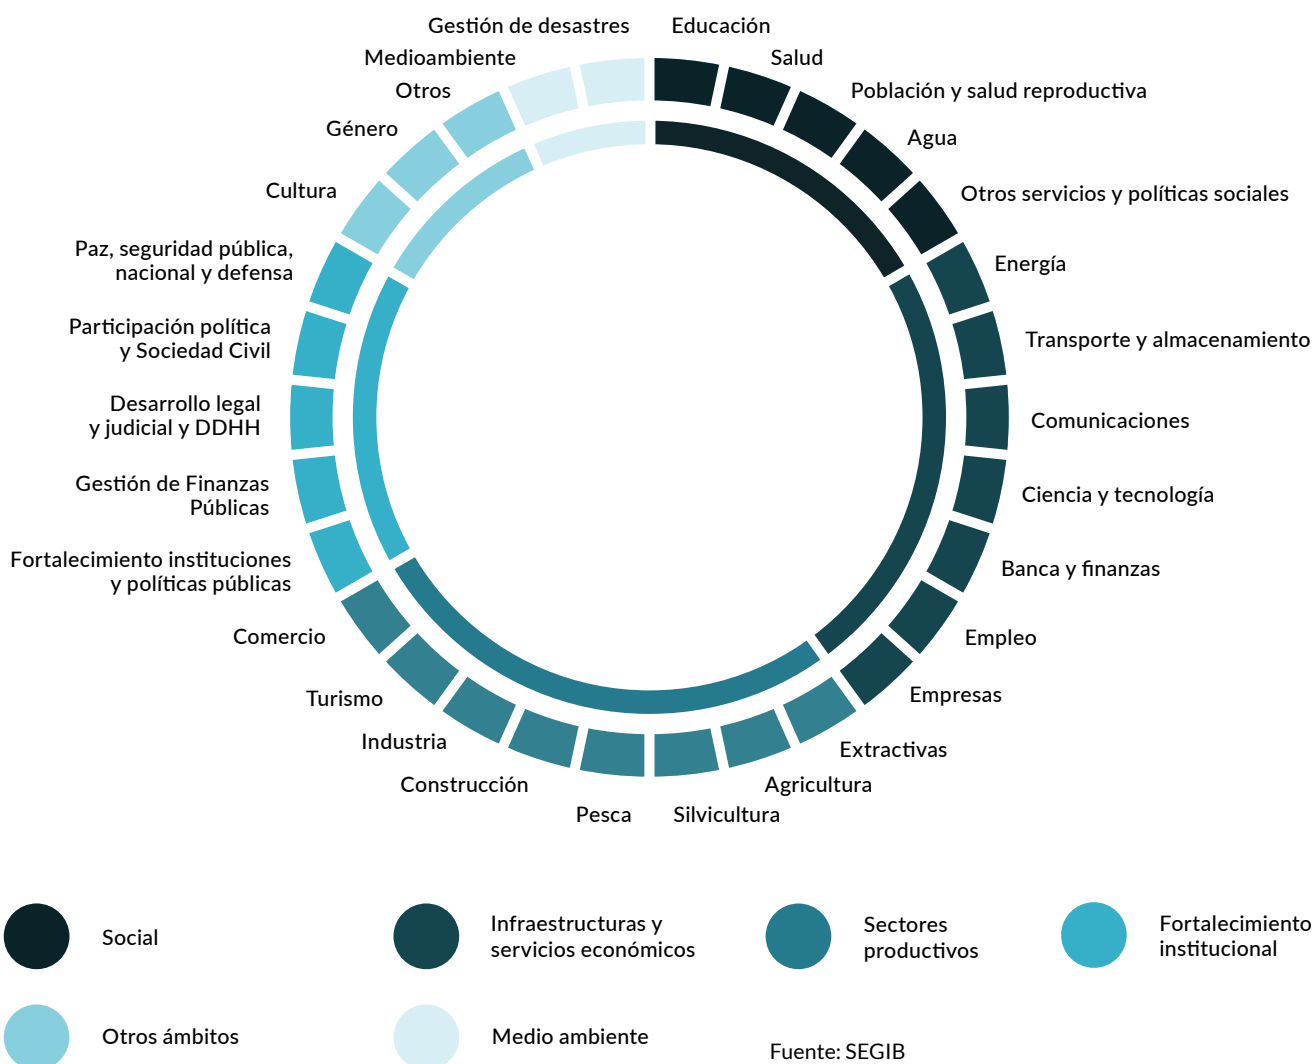 Gestión de desastres
Educación
Medioambiente
Salud
Otros
Población y salud reproductiva
Género
Agua
Cultura
Otros servicios y políticas sociales
Paz, seguridad pública,
nacional y defensa
Energía
Participación política
y Sociedad Civil
Transporte y almacenamiento
Desarrollo legal
y judicial y DDHH
Comunicaciones
Gestión de Finanzas
Públicas
Ciencia y tecnología
Fortalecimiento instituciones
y políticas públicas
Banca y finanzas
Comercio
Empleo
Turismo
Empresas
Industria
Extractivas
Construcción
Agricultura
Pesca
Silvicultura
Social
Infraestructuras y
servicios económicos
Sectores
productivos
Fortalecimiento
institucional
Otros ámbitos
Medio ambiente
Fuente: SEGIB